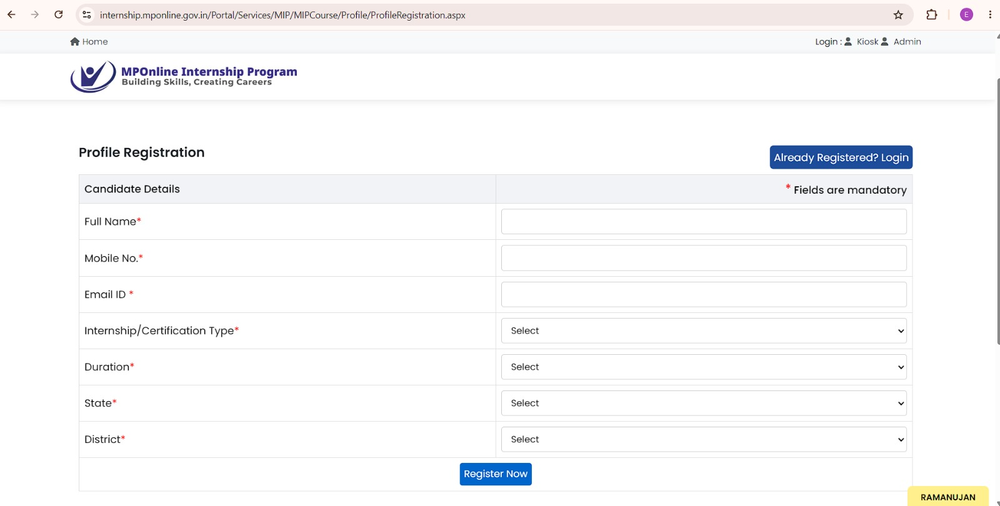 internship.mponline.gov.in/Portal/Services/MIP/MIPCourse/Profile/ProfileRegistration.aspx
E
Home
Login : Kiosk Admin
MPOnline Internship Program
Building Skills, Creating Careers
Profile Registration
Already Registered? Login
Candidate Details
* Fields are mandatory
Full Name*
Mobile No.*
Email ID *
Internship/Certification Type* Select
Duration* Select
State* Select
District* Select
Register Now
RAMANUJAN